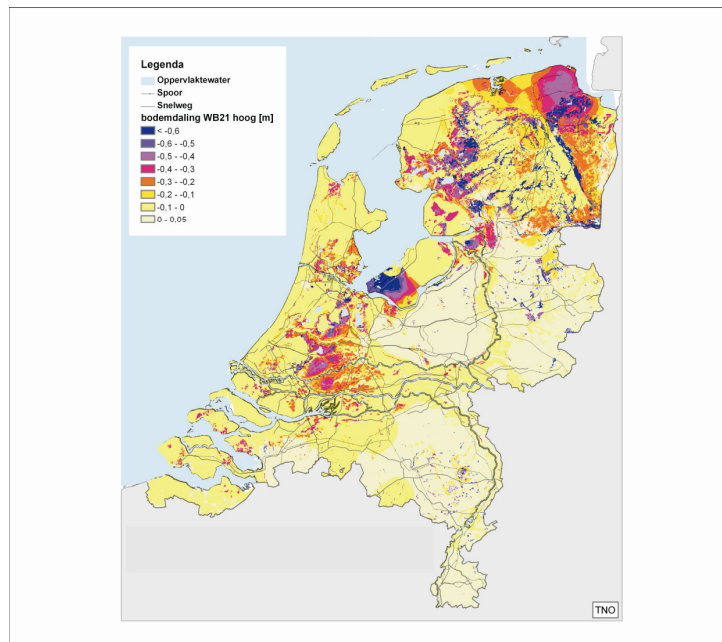 Legenda
Oppervlaktewater
Spoor
Snelweg
bodemdaling WB21 hoog [m]
< -0,6
-0,6 - -0,5
-0,5 - -0,4
-0,4 - -0,3
-0,3 - -0,2
-0,2 - -0,1
-0,1 - 0
0 - 0,05
TNO